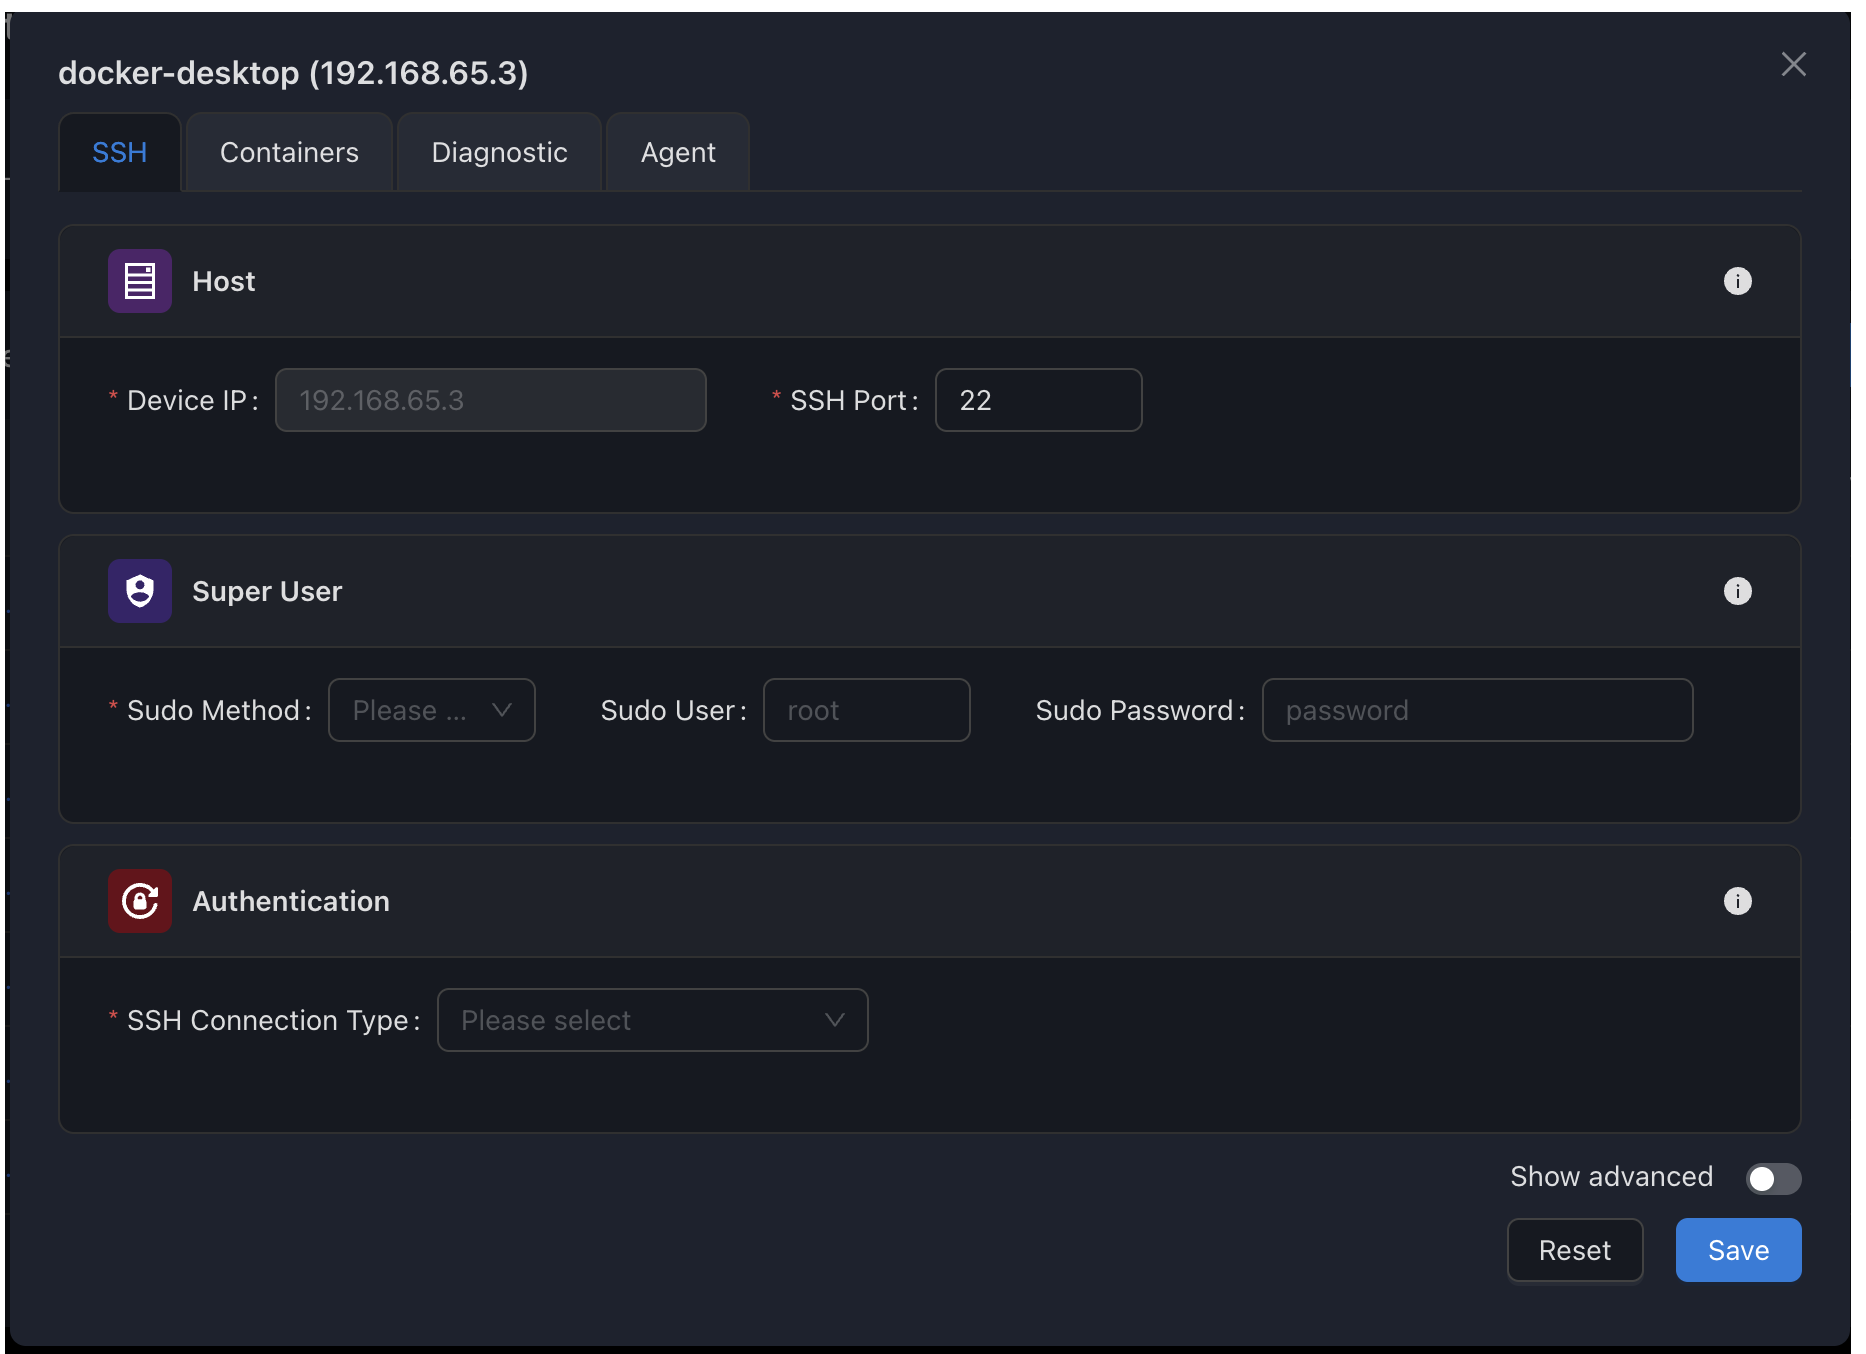 docker-desktop (192.168.65.3)
SSH Containers Diagnostic Agent
Host
* Device IP: 192.168.65.3 * SSH Port: 22
Super User
* Sudo Method: Please ... Sudo User: root Sudo Password: password
Authentication
* SSH Connection Type: Please select
Show advanced
Reset Save